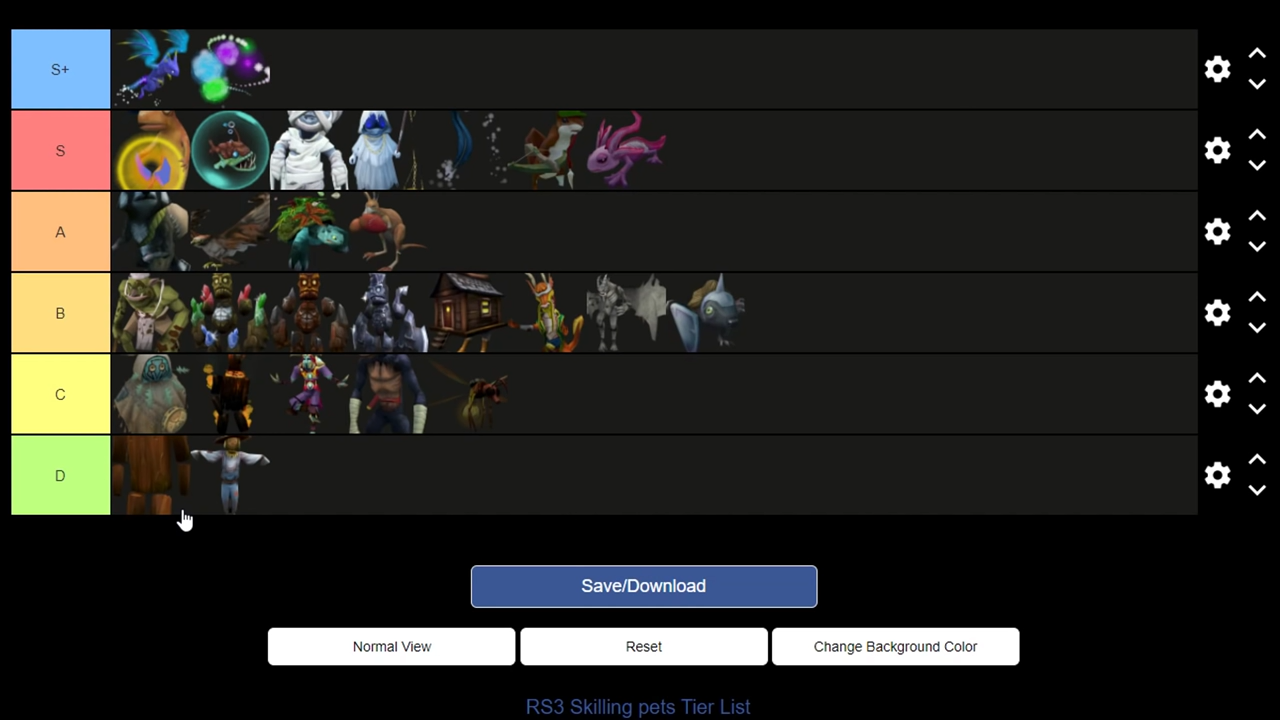 S+
S
A
B
C
D
Save/Download
Normal View
Reset
Change Background Color
RS3 Skilling pets Tier List